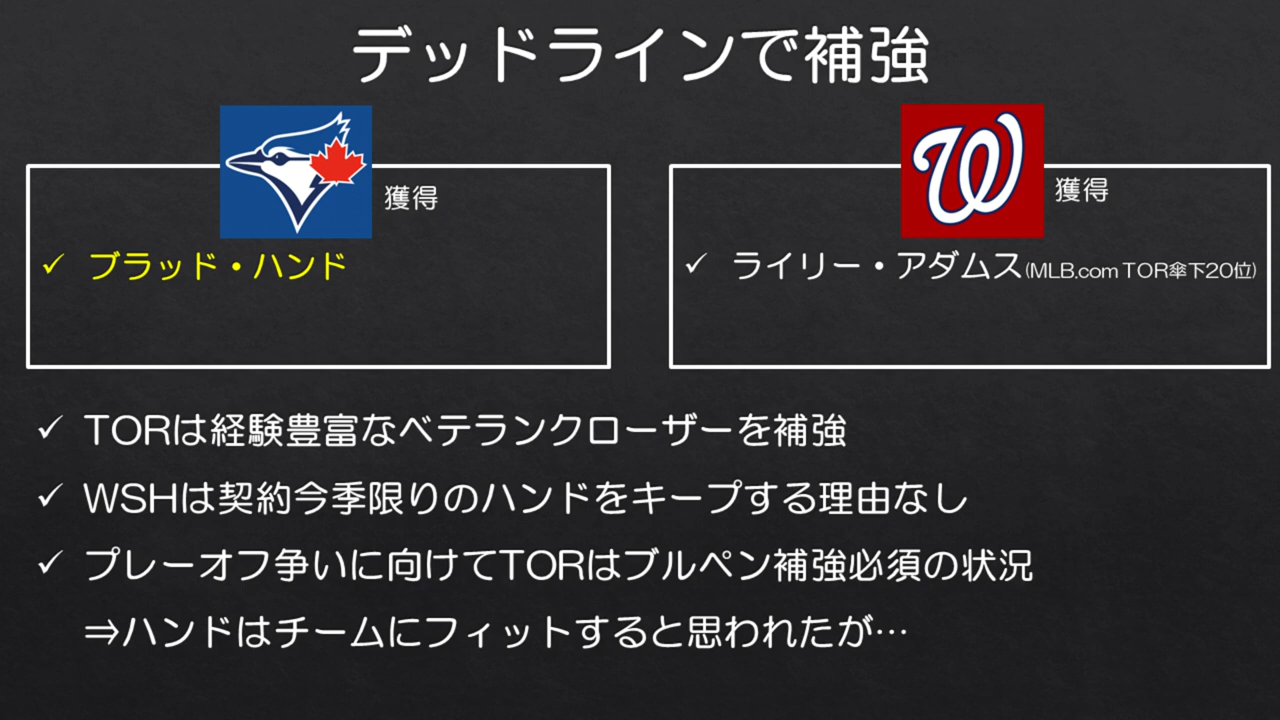 デッドラインで補強
獲得
✓ ブラッド・ハンド
W
獲得
✓ ライリー・アダムス(MLB.com TOR傘下20位)
✓ TORは経験豊富なベテランクローザーを補強
✓ WSHは契約今季限りのハンドをキープする理由なし
✓ プレーオフ争いに向けてTORはブルペン補強必須の状況
⇒ハンドはチームにフィットすると思われたが…